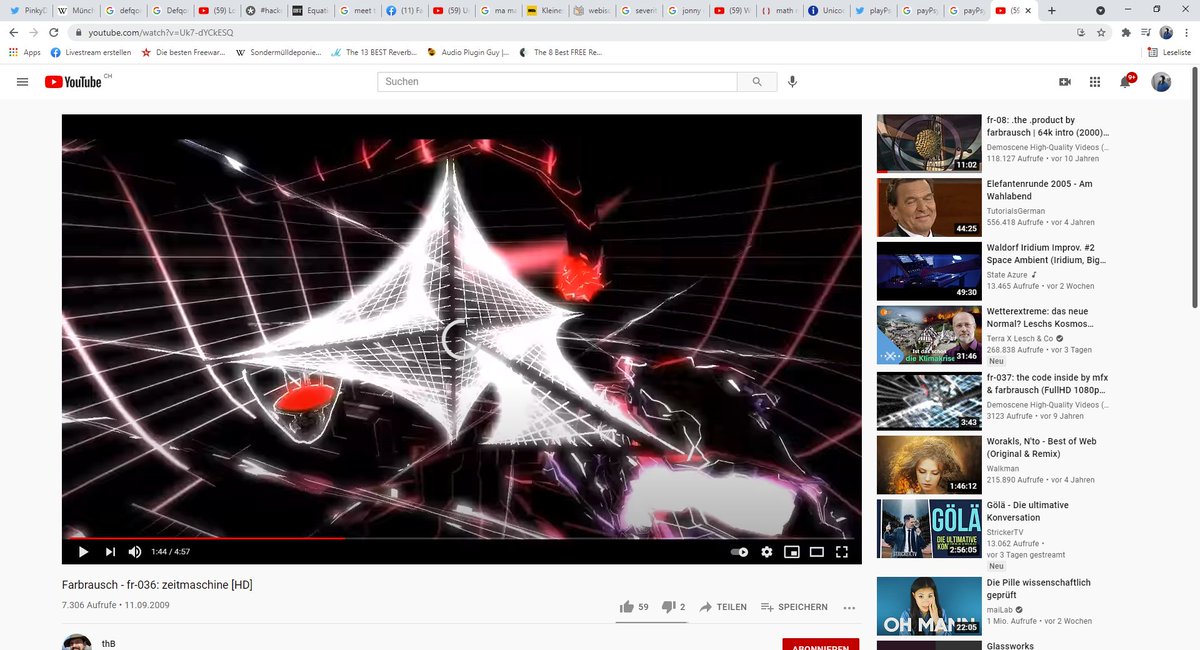 PinkyD
Münch
defqo
Defqo
(59) Lo
#hack
Equati
meet
(11) Fa
(59) U
ma ma
Kleine
webisu
severit
jonny
(59) W
math
Unico
playPs
payPs
payPsy
(59
youtube.com/watch?v=Uk7-dYCkESQ
Apps
Livestream erstellen
Die besten Freewar...
Sondermülldeponie...
The 13 BEST Reverb...
Audio Plugin Guy |...
The 8 Best FREE Re...
Leseliste
YouTube CH
Suchen
9+
1:44 / 4:57
Farbrausch - fr-036: zeitmaschine [HD]
7.306 Aufrufe • 11.09.2009
59
2
TEILEN
SPEICHERN
thB
ABONNIEREN
fr-08: .the .product by
farbrausch | 64k intro (2000)...
Demoscene High-Quality Videos (...
118.127 Aufrufe • vor 10 Jahren
11:02
Elefantenrunde 2005 - Am
Wahlabend
TutorialsGerman
556.418 Aufrufe • vor 4 Jahren
44:25
Waldorf Iridium Improv. #2
Space Ambient (Iridium, Big...
State Azure
13.465 Aufrufe • vor 2 Wochen
49:30
Wetterextreme: das neue
Normal? Leschs Kosmos...
Terra X Lesch & Co
268.838 Aufrufe • vor 3 Tagen
Neu
Ist das schon
die Klimakrise
31:46
fr-037: the code inside by mfx
& farbrausch (FullHD 1080p...
Demoscene High-Quality Videos (...
3123 Aufrufe • vor 9 Jahren
3:43
Worakls, N'to - Best of Web
(Original & Remix)
Walkman
215.890 Aufrufe • vor 4 Jahren
1:46:12
Gölä - Die ultimative
Konversation
StrickerTV
13.062 Aufrufe •
vor 3 Tagen gestreamt
Neu
GÖLÄ
DIE ULTIMATIVE
STRICKERTV
2:56:05
Die Pille wissenschaftlich
geprüft
maiLab
1 Mio. Aufrufe • vor 2 Wochen
OH MANN
22:05
Glassworks